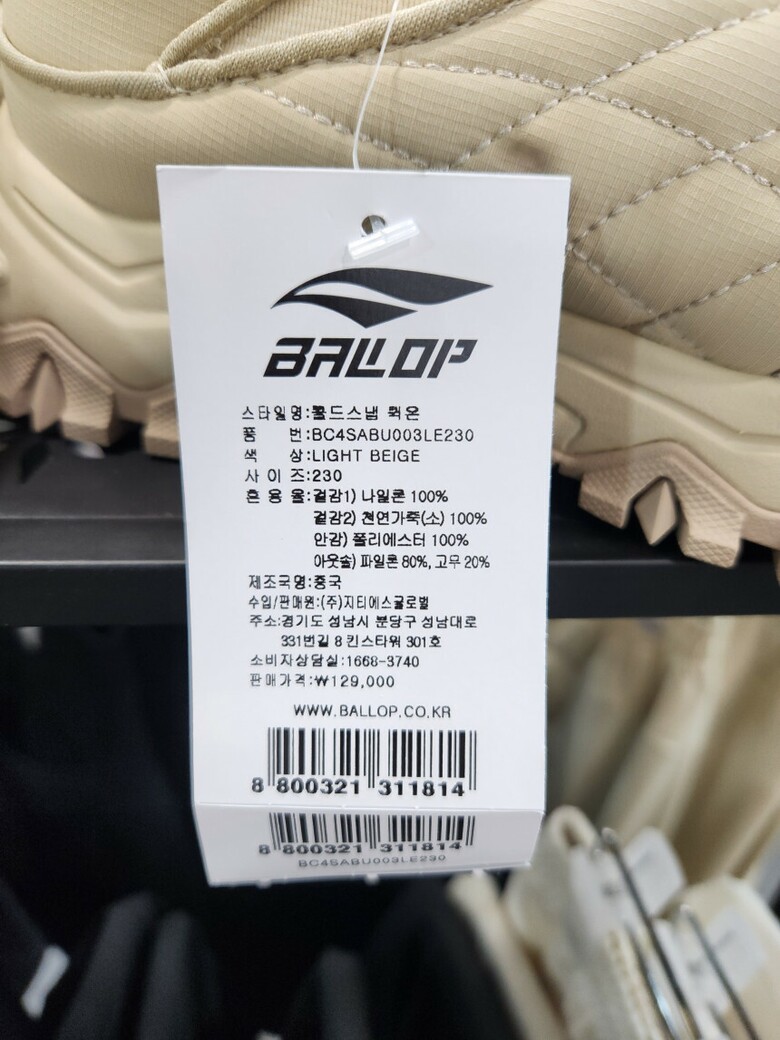 BALLOP
스타일명:콜드스냅 퀵온
품 번:BC4SABU003LE230
색 상:LIGHT BEIGE
사 이 즈:230
혼 용 율:겉감1) 나일론 100%
겉감2) 천연가죽(소) 100%
안감) 폴리에스터 100%
아웃솔) 파일론 80%, 고무 20%
제조국명:중국
수입/판매원:(주)지티에스글로벌
주소:경기도 성남시 분당구 성남대로
331번길 8 킨스타워 301호
소비자상담실:1668-3740
판매가격:₩129,000
WWW.BALLOP.CO.KR
8 800321 311814
8 800321 311814
BC4SABU003LE230